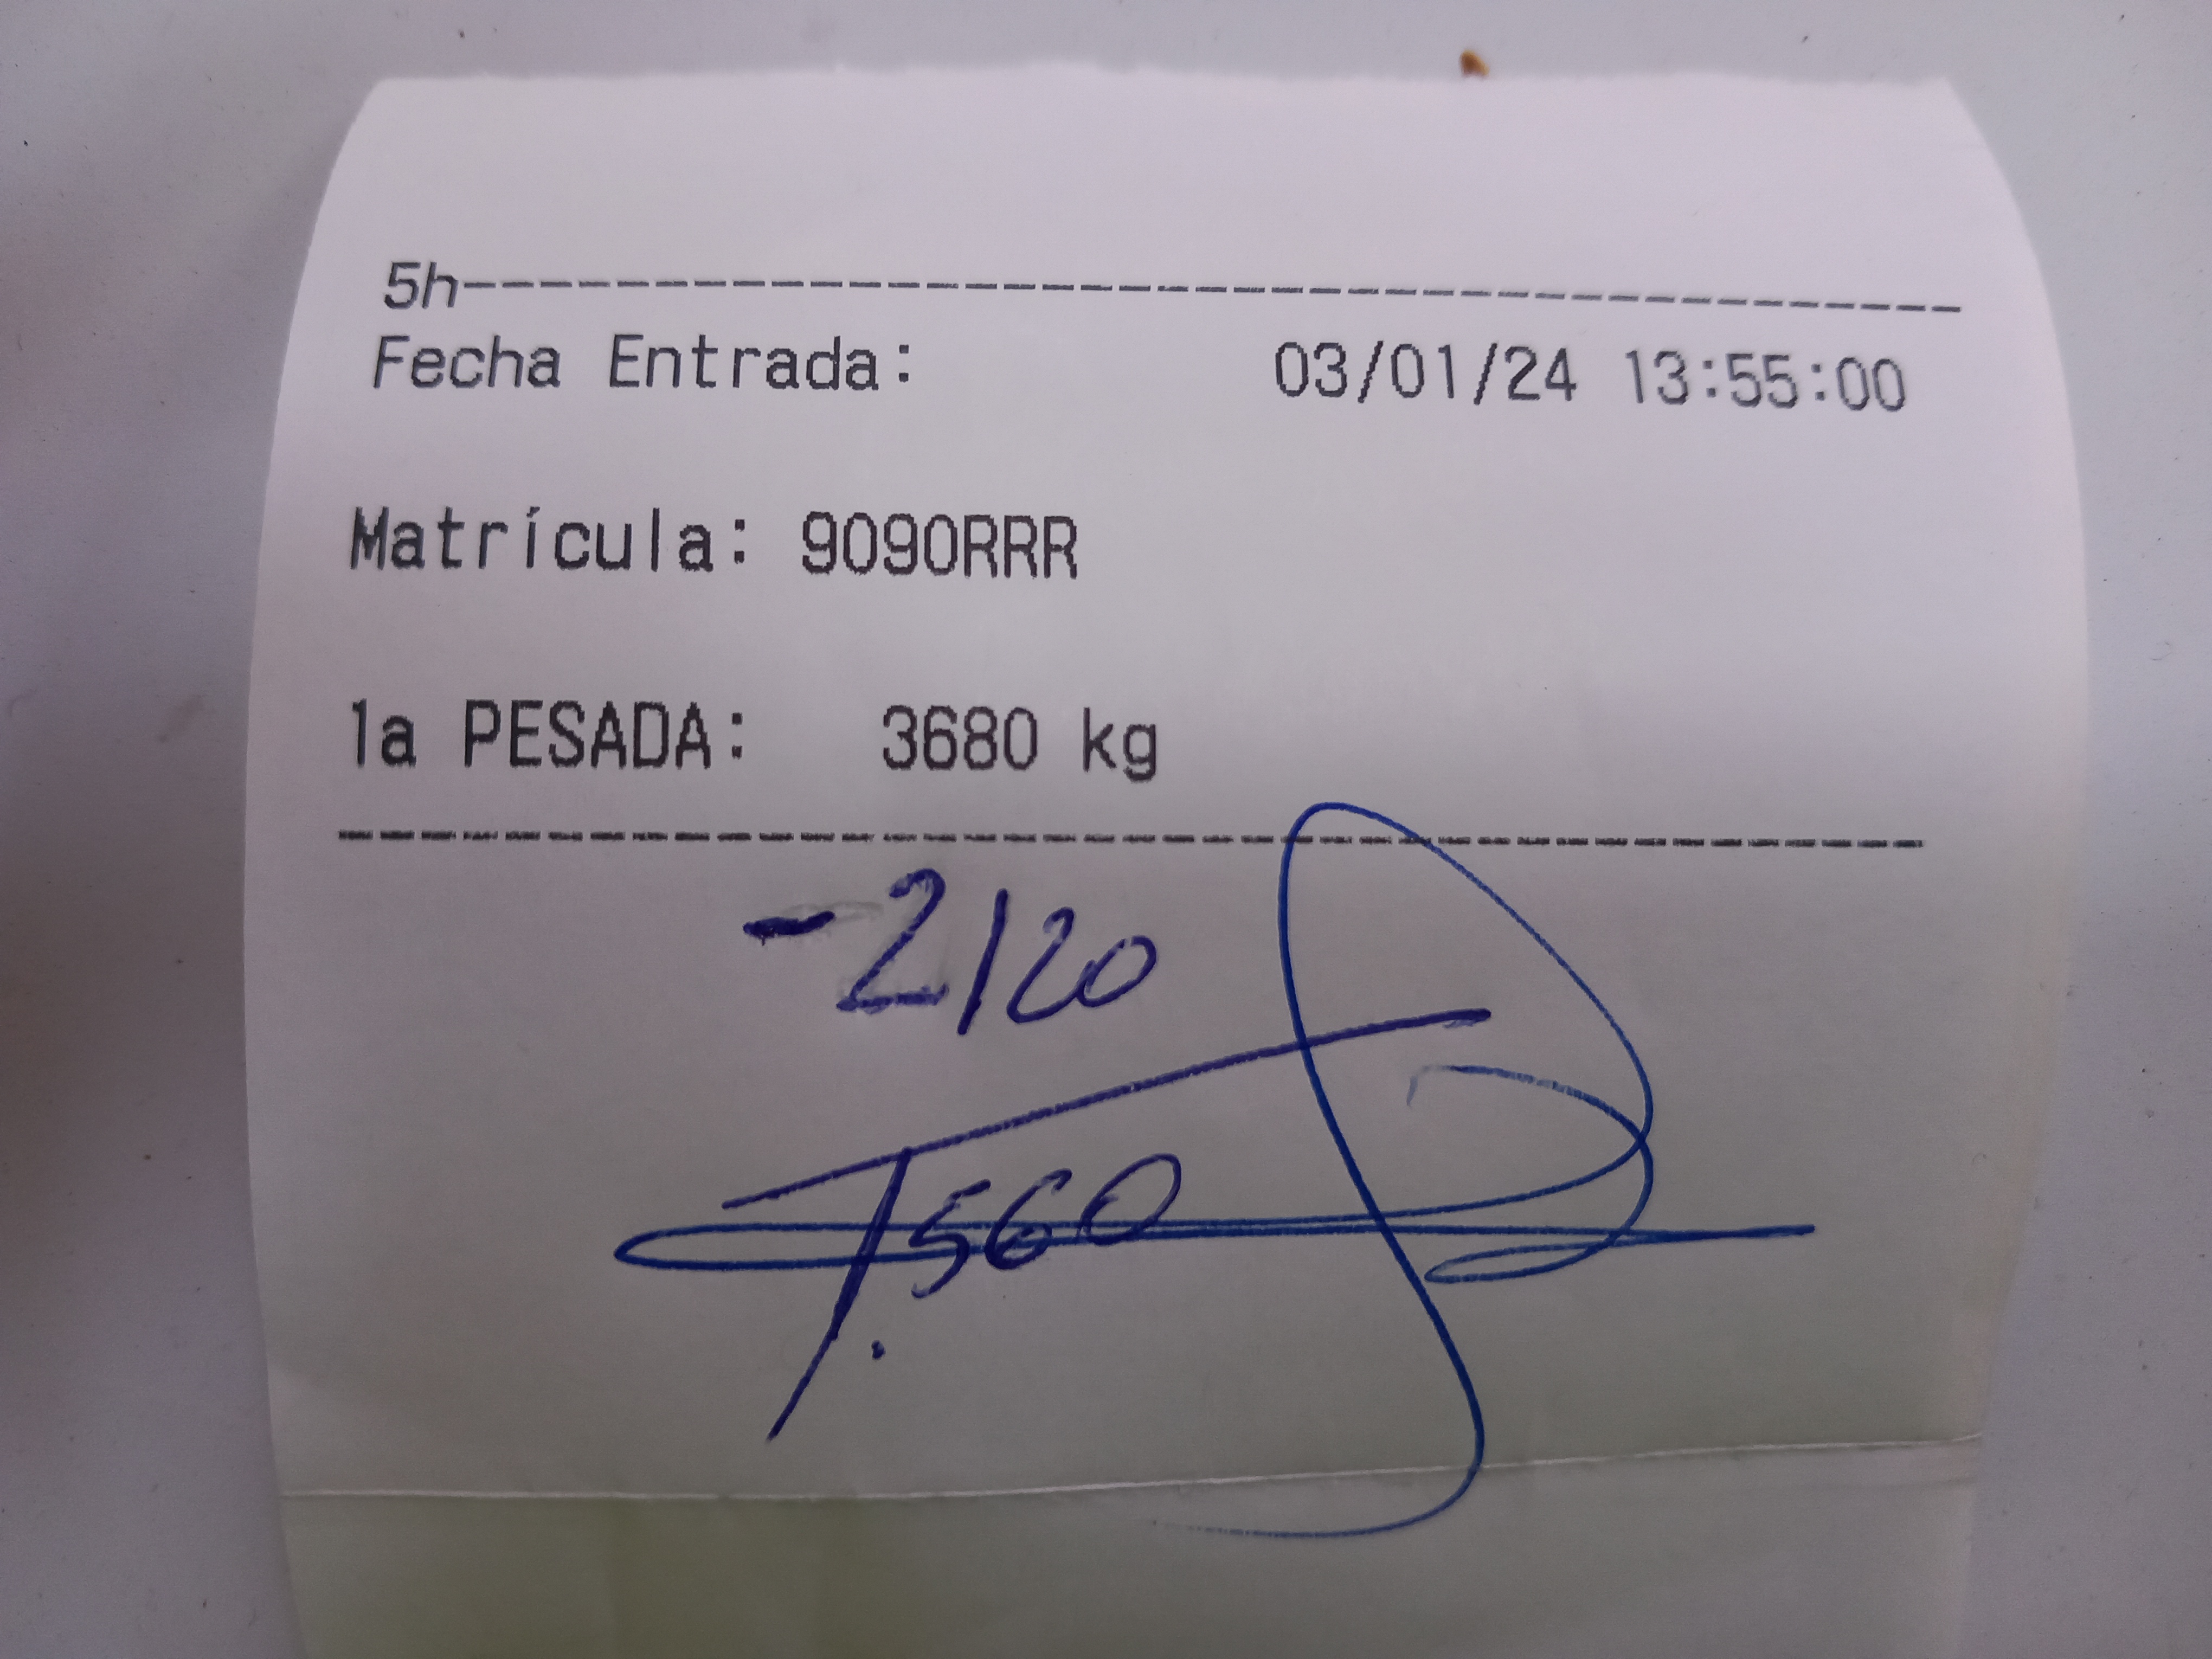 5h----------------------------------------
Fecha Entrada: 03/01/24 13:55:00
Matrícula: 9090RRR
1a PESADA: 3680 kg
----------------------------------------
-2120
1.560